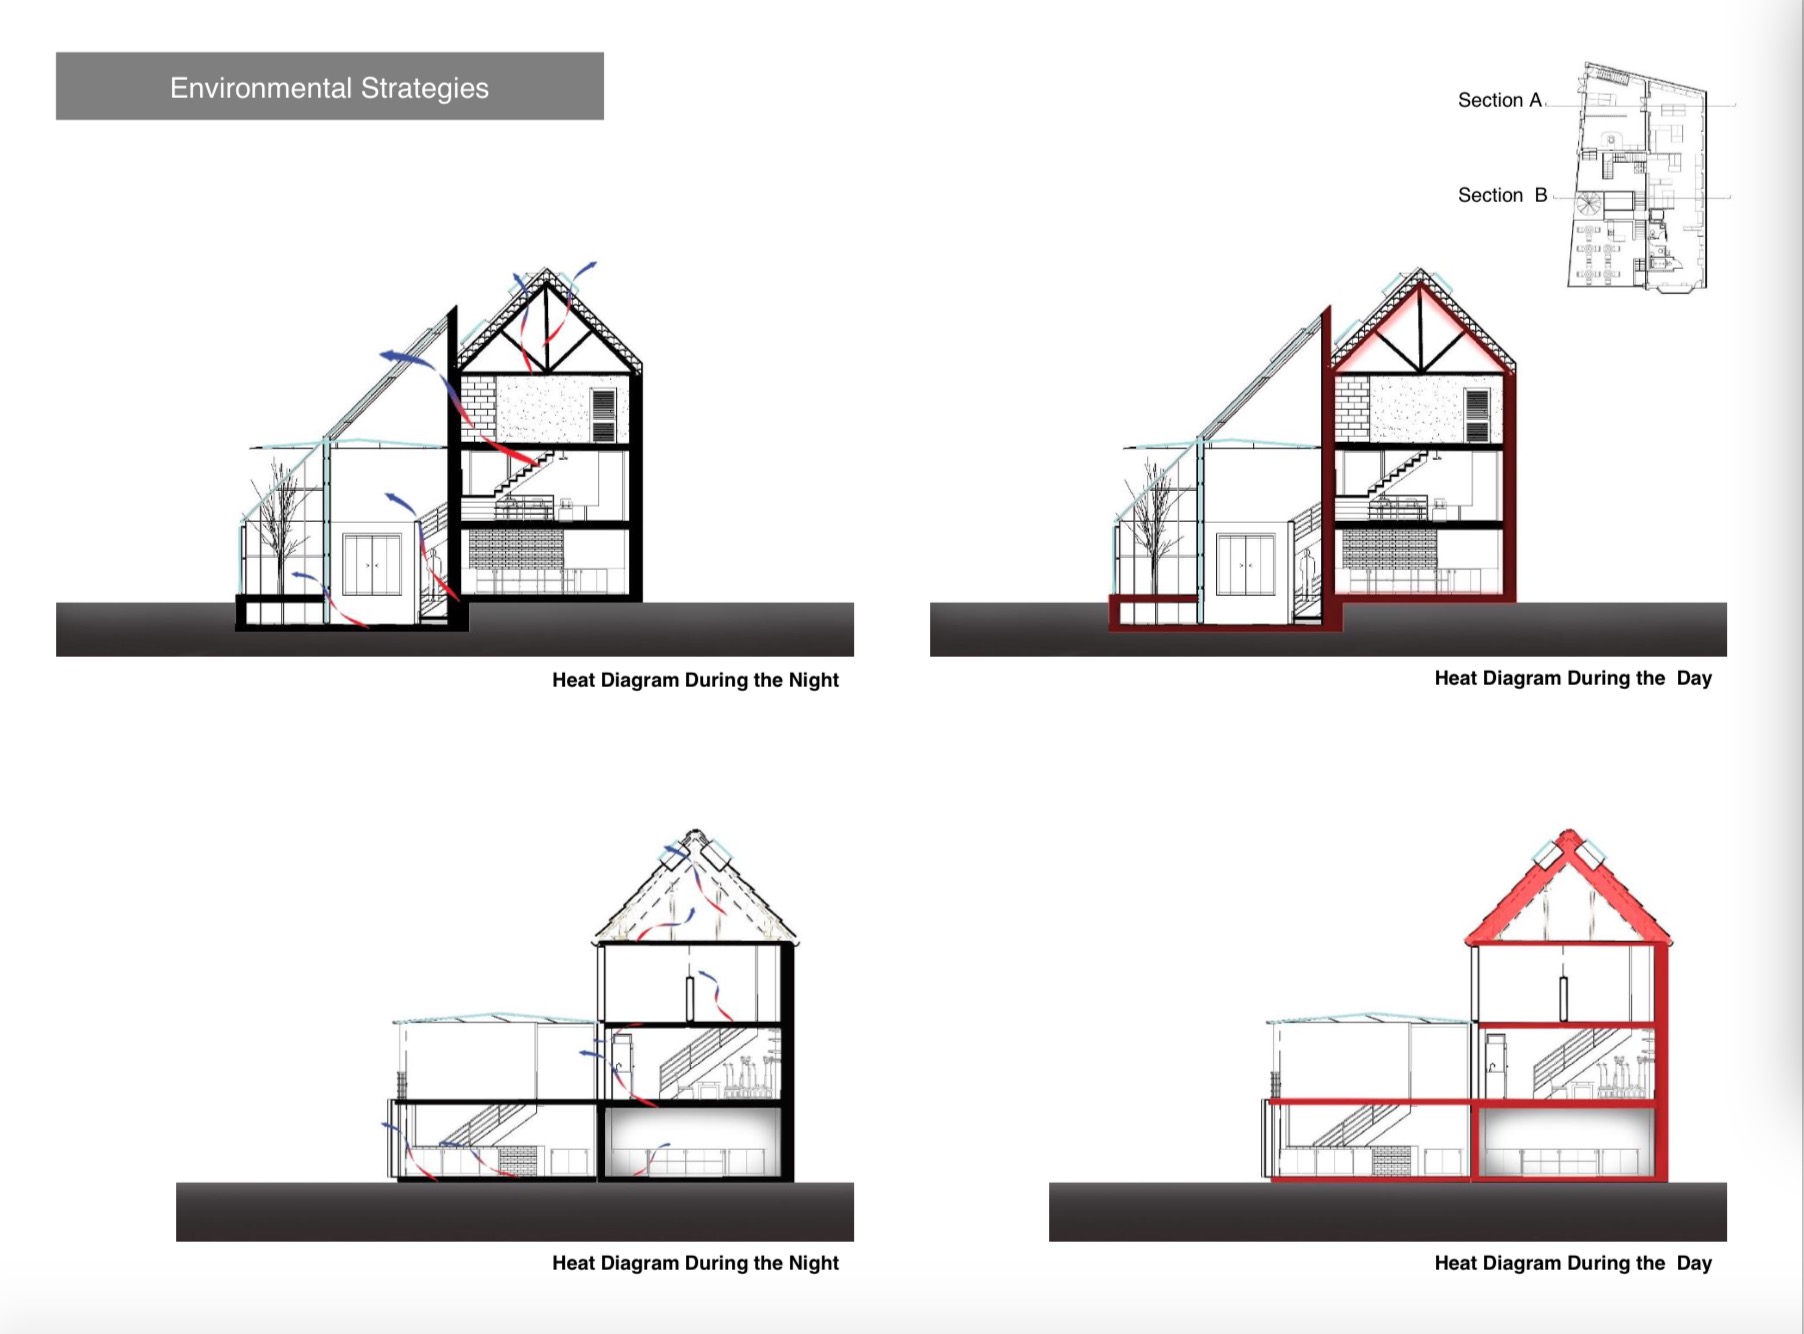 Environmental Strategies
Section A
Section B
Heat Diagram During the Night
Heat Diagram During the Day
Heat Diagram During the Night
Heat Diagram During the Day